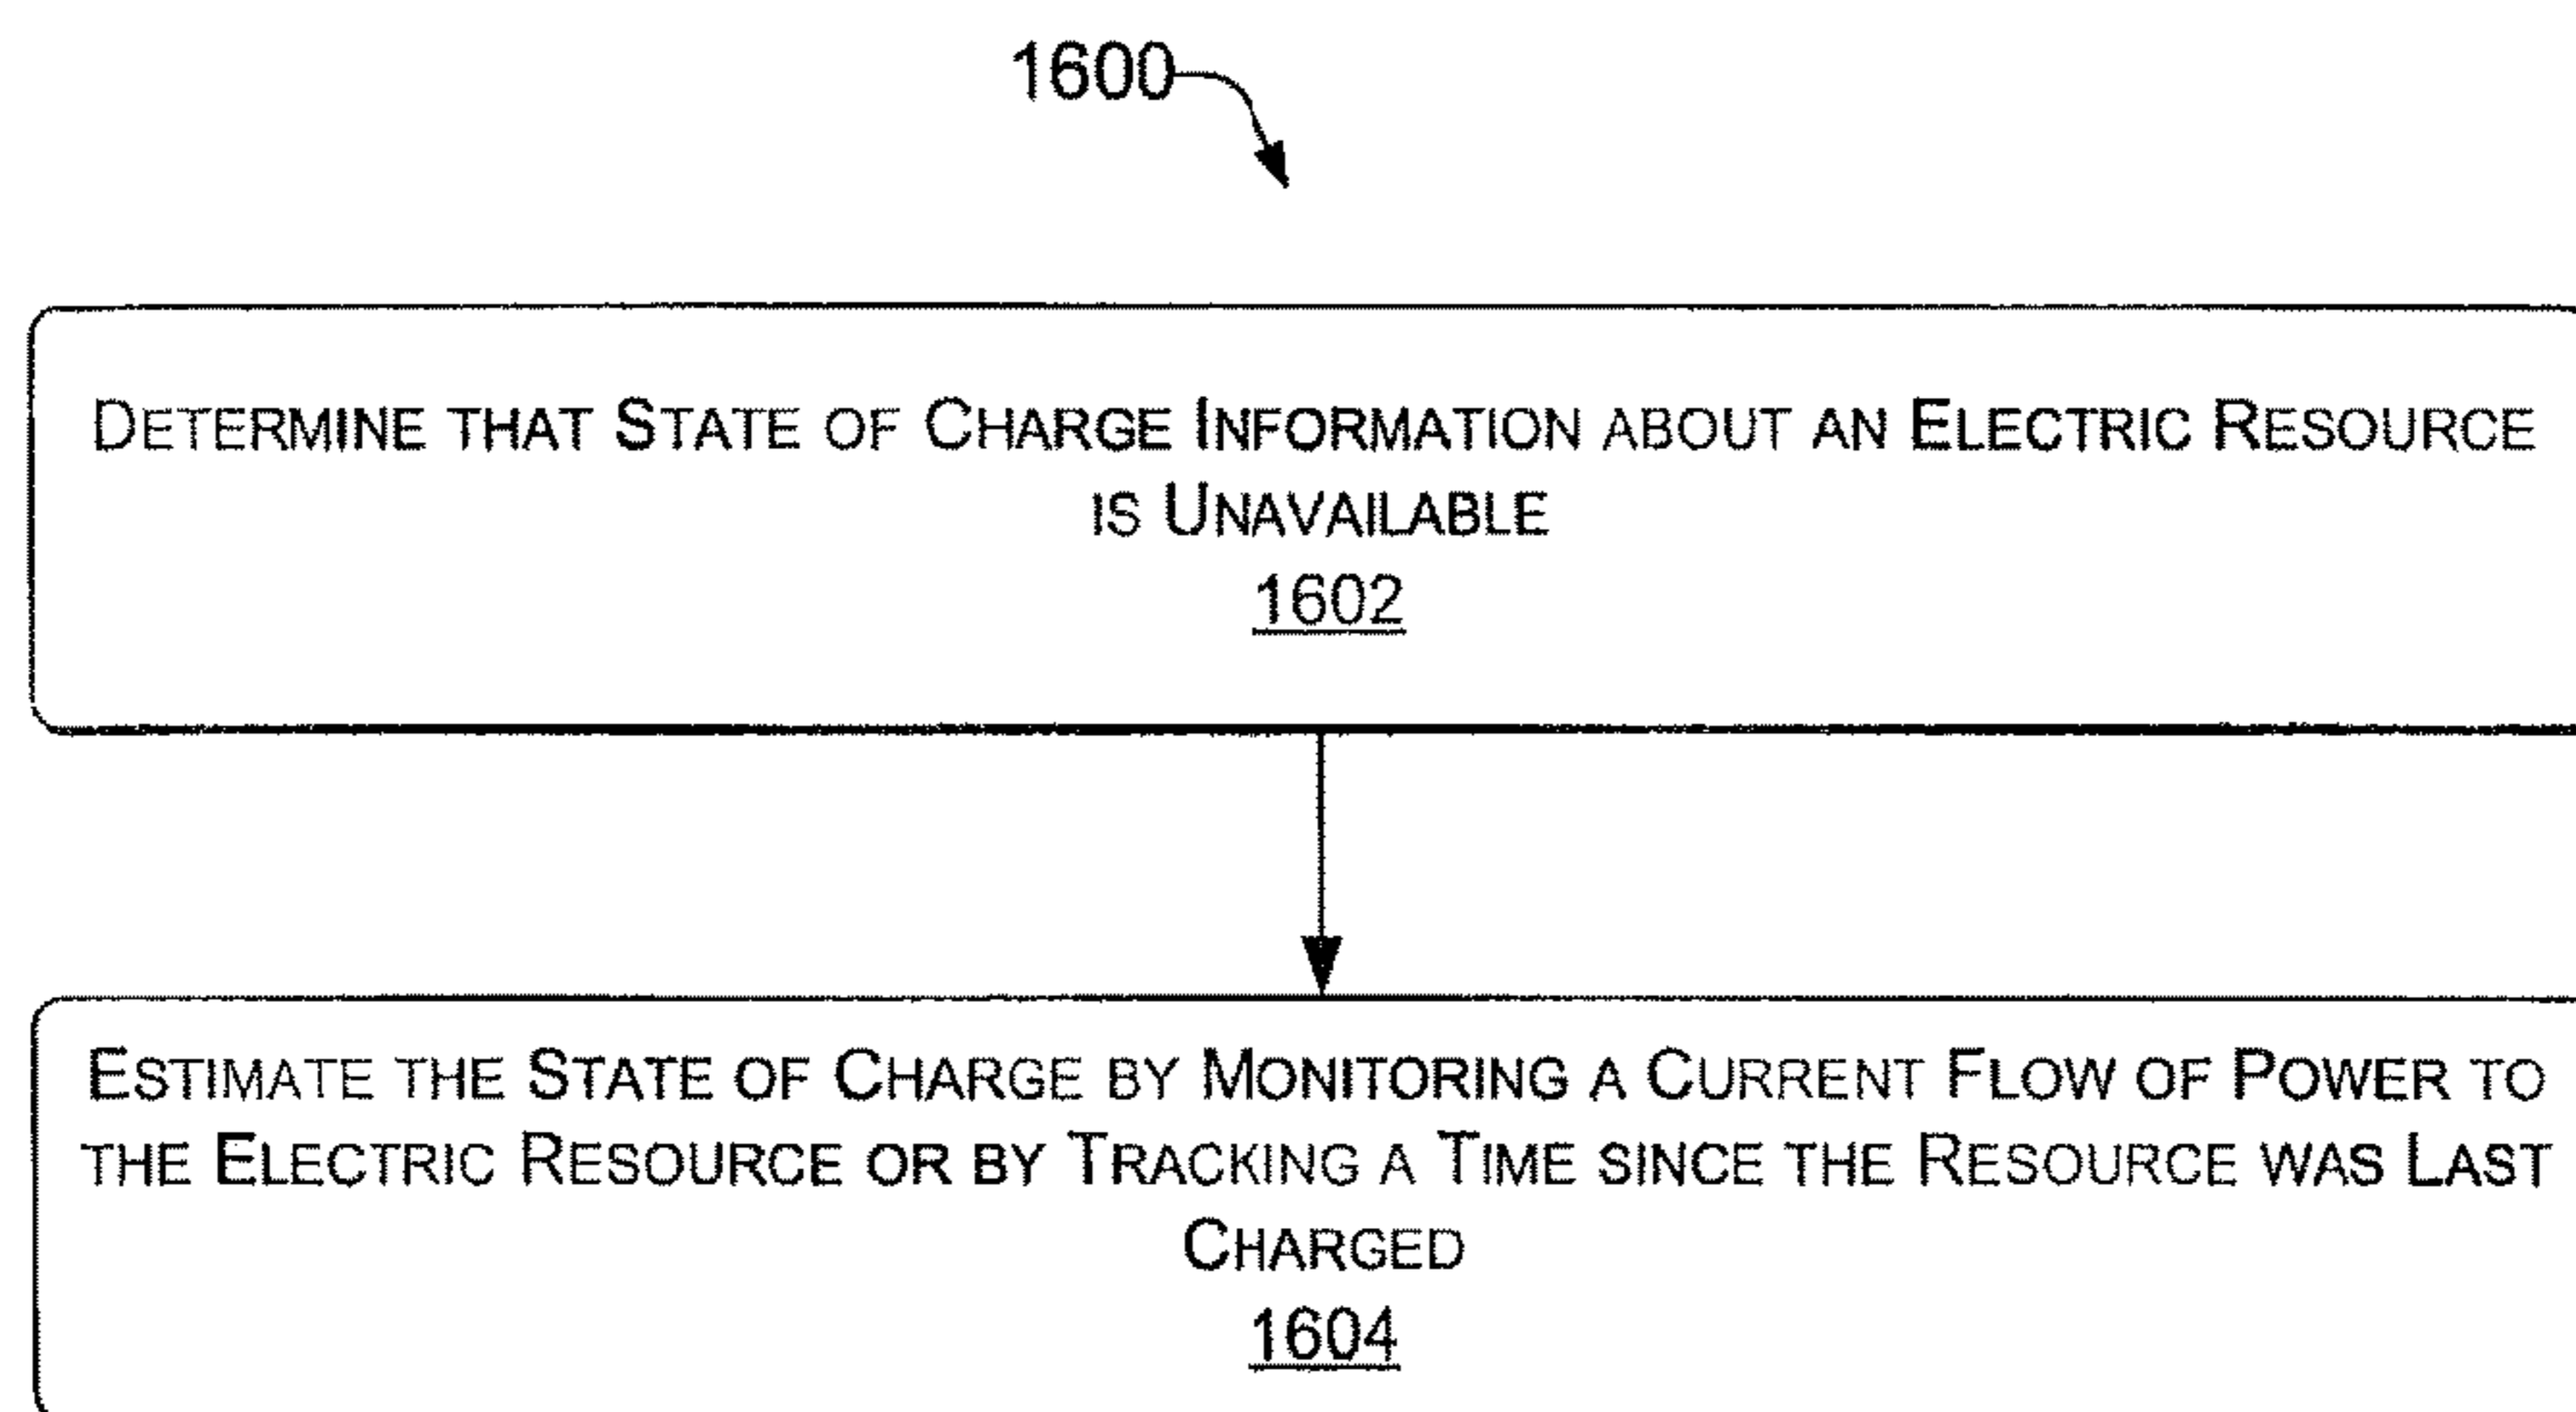 1600
DETERMINE THAT STATE OF CHARGE INFORMATION ABOUT AN ELECTRIC RESOURCE
IS UNAVAILABLE
1602
ESTIMATE THE STATE OF CHARGE BY MONITORING A CURRENT FLOW OF POWER TO
THE ELECTRIC RESOURCE OR BY TRACKING A TIME SINCE THE RESOURCE WAS LAST
CHARGED
1604